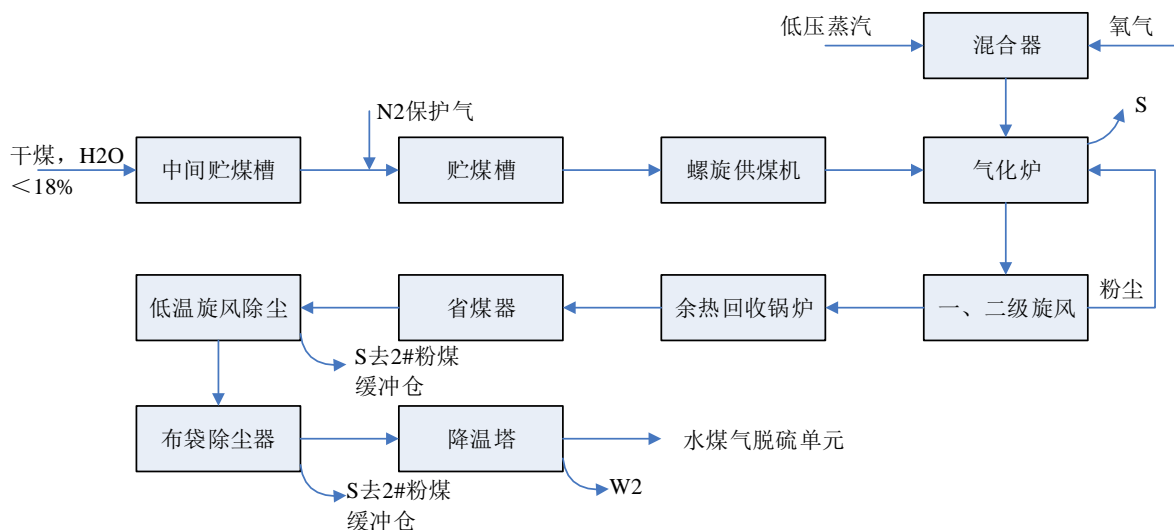 低压蒸汽
混合器
氧气
N2保护气
S
干煤，H2O
＜18%
中间贮煤槽
贮煤槽
螺旋供煤机
气化炉
低温旋风除尘
省煤器
余热回收锅炉
一、二级旋风
粉尘
S去2#粉煤
缓冲仓
布袋除尘器
降温塔
水煤气脱硫单元
S去2#粉煤
缓冲仓
W2